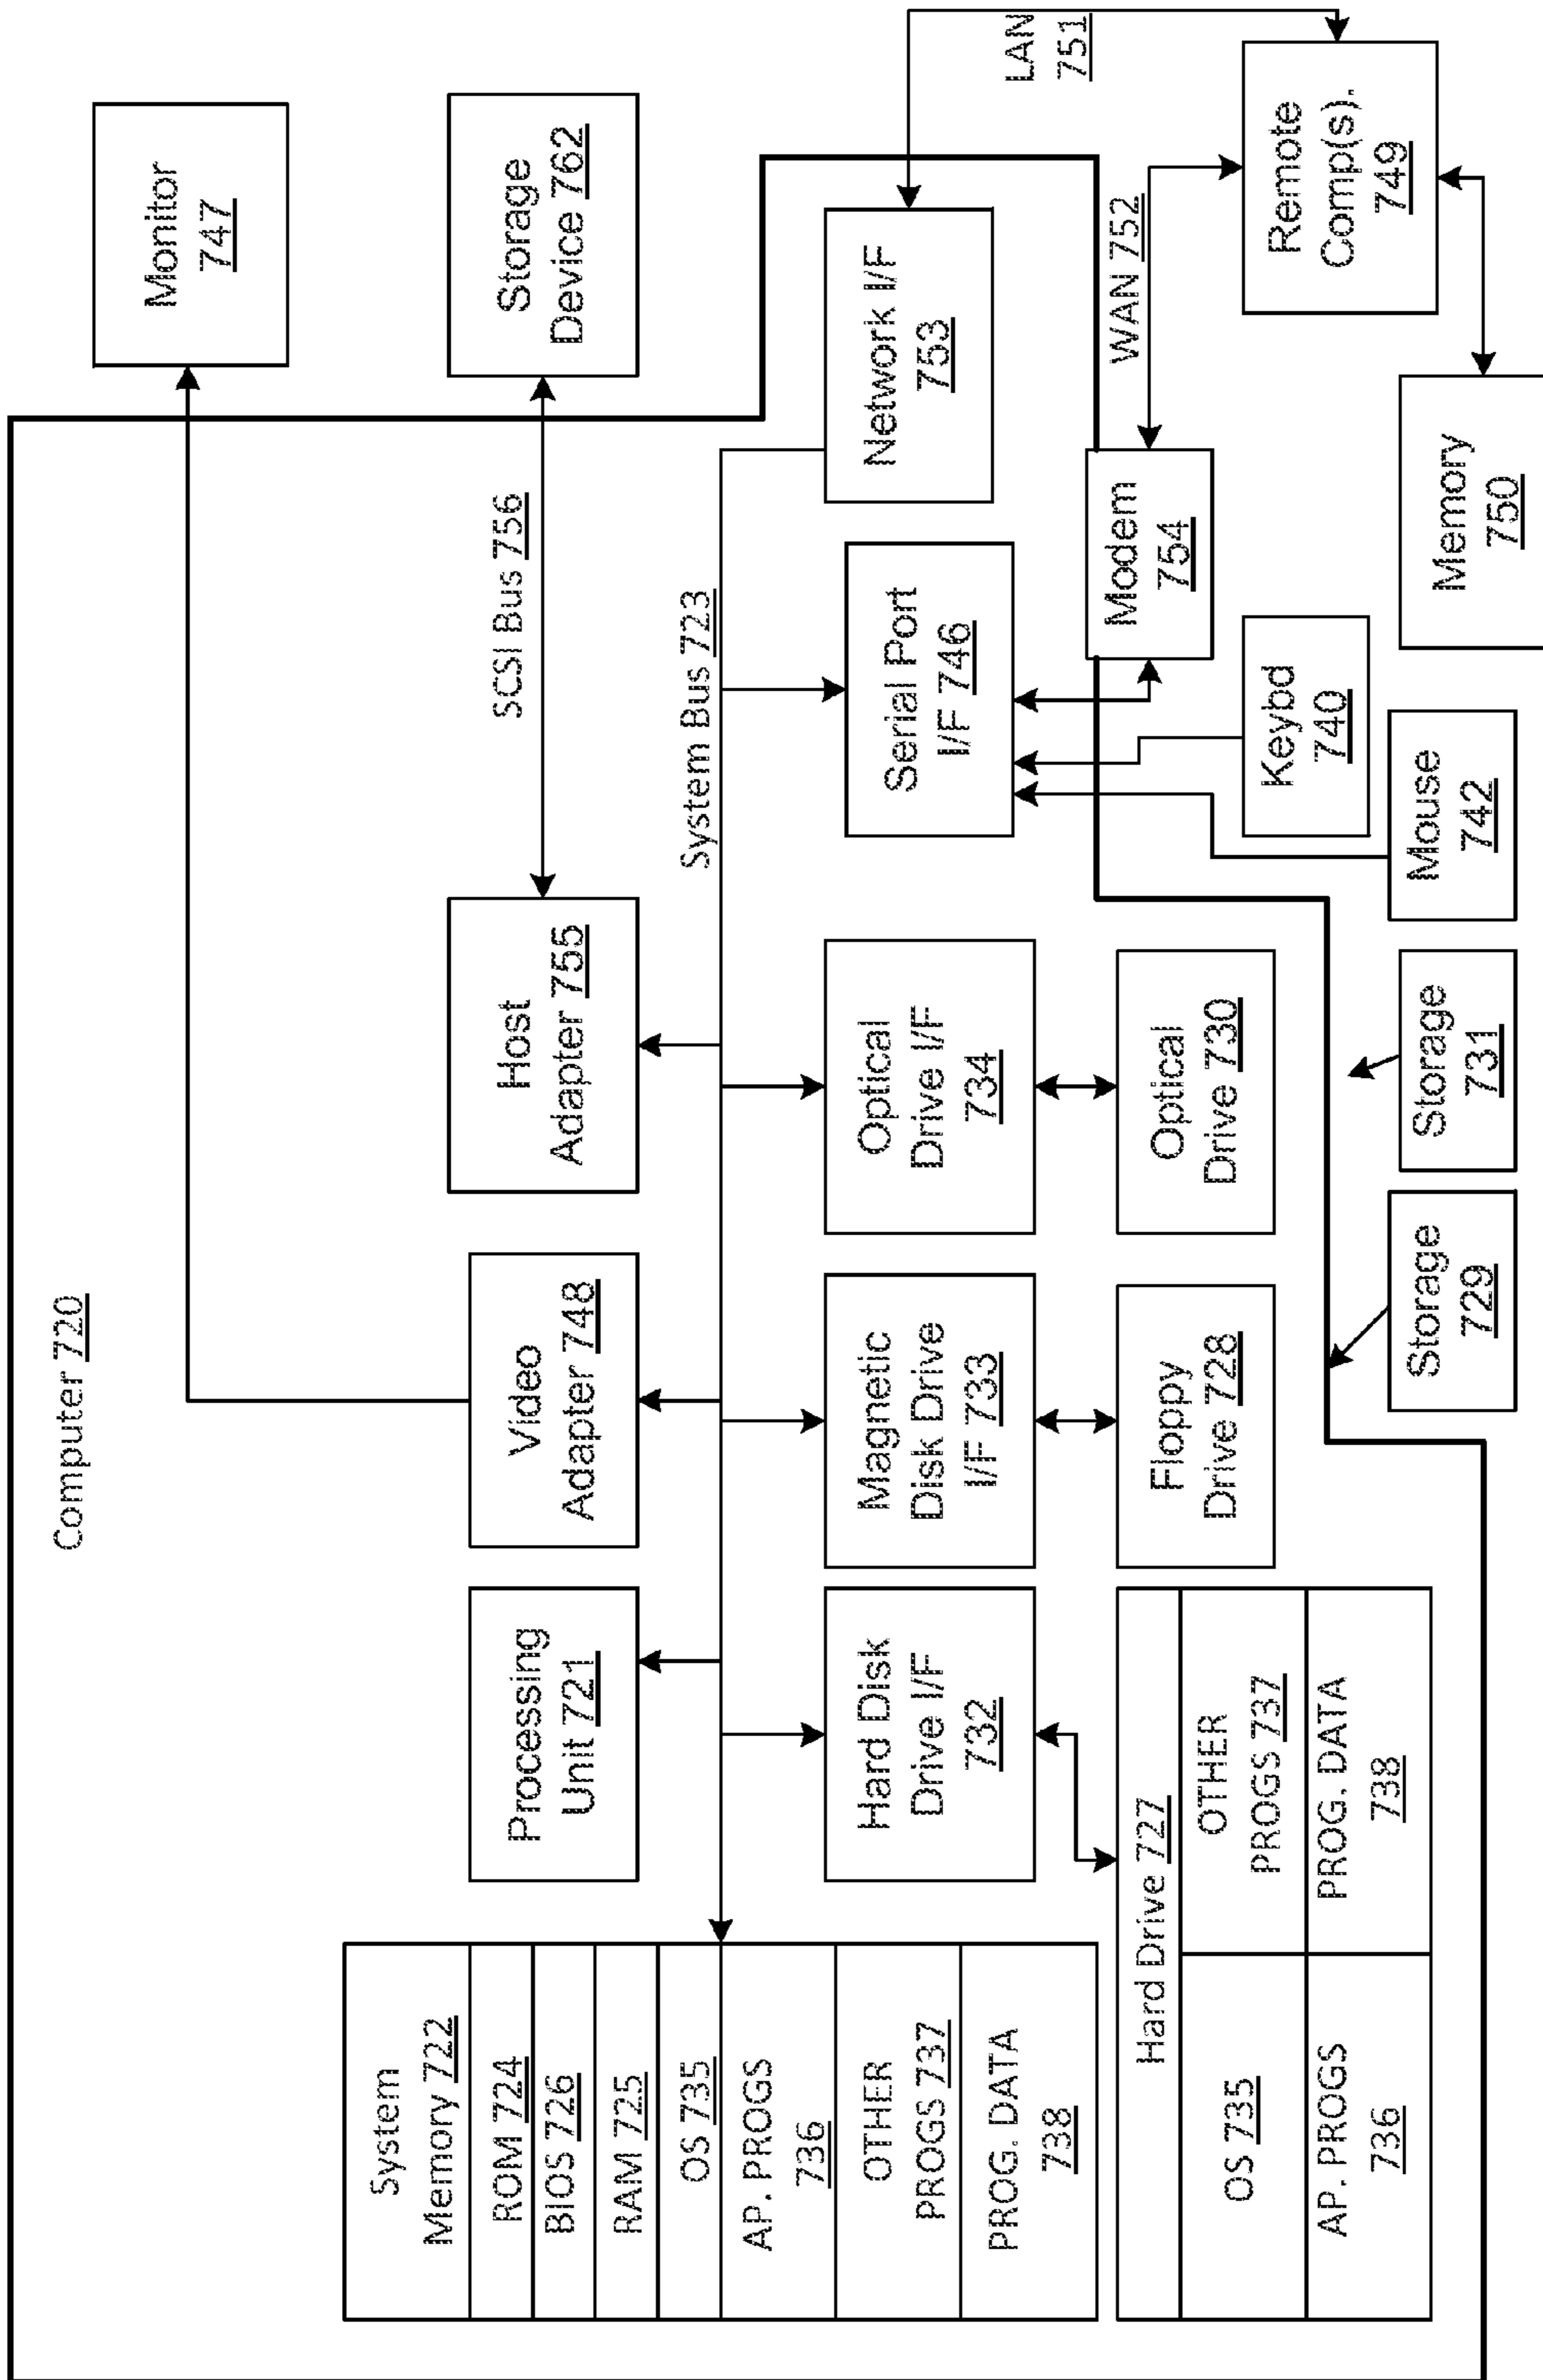 Computer 720
Monitor
747
System
Memory 722
ROM 724
BIOS 726
RAM 725
OS 735
AP. PROGS
736
OTHER
PROGS 737
PROG. DATA
738
Processing
Unit 721
Video
Adapter 748
Host
Adapter 755
SCSI Bus 756
Storage
Device 762
System Bus 723
Hard Disk
Drive I/F
732
Magnetic
Disk Drive
I/F 733
Optical
Drive I/F
734
Serial Port
I/F 746
Network I/F
753
LAN
751
Hard Drive 727
OS 735
OTHER
PROGS 737
AP. PROGS
736
PROG. DATA
738
Floppy
Drive 728
Optical
Drive 730
Modem
754
WAN 752
Remote
Comp(s).
749
Storage
729
Storage
731
Mouse
742
Keybd
740
Memory
750